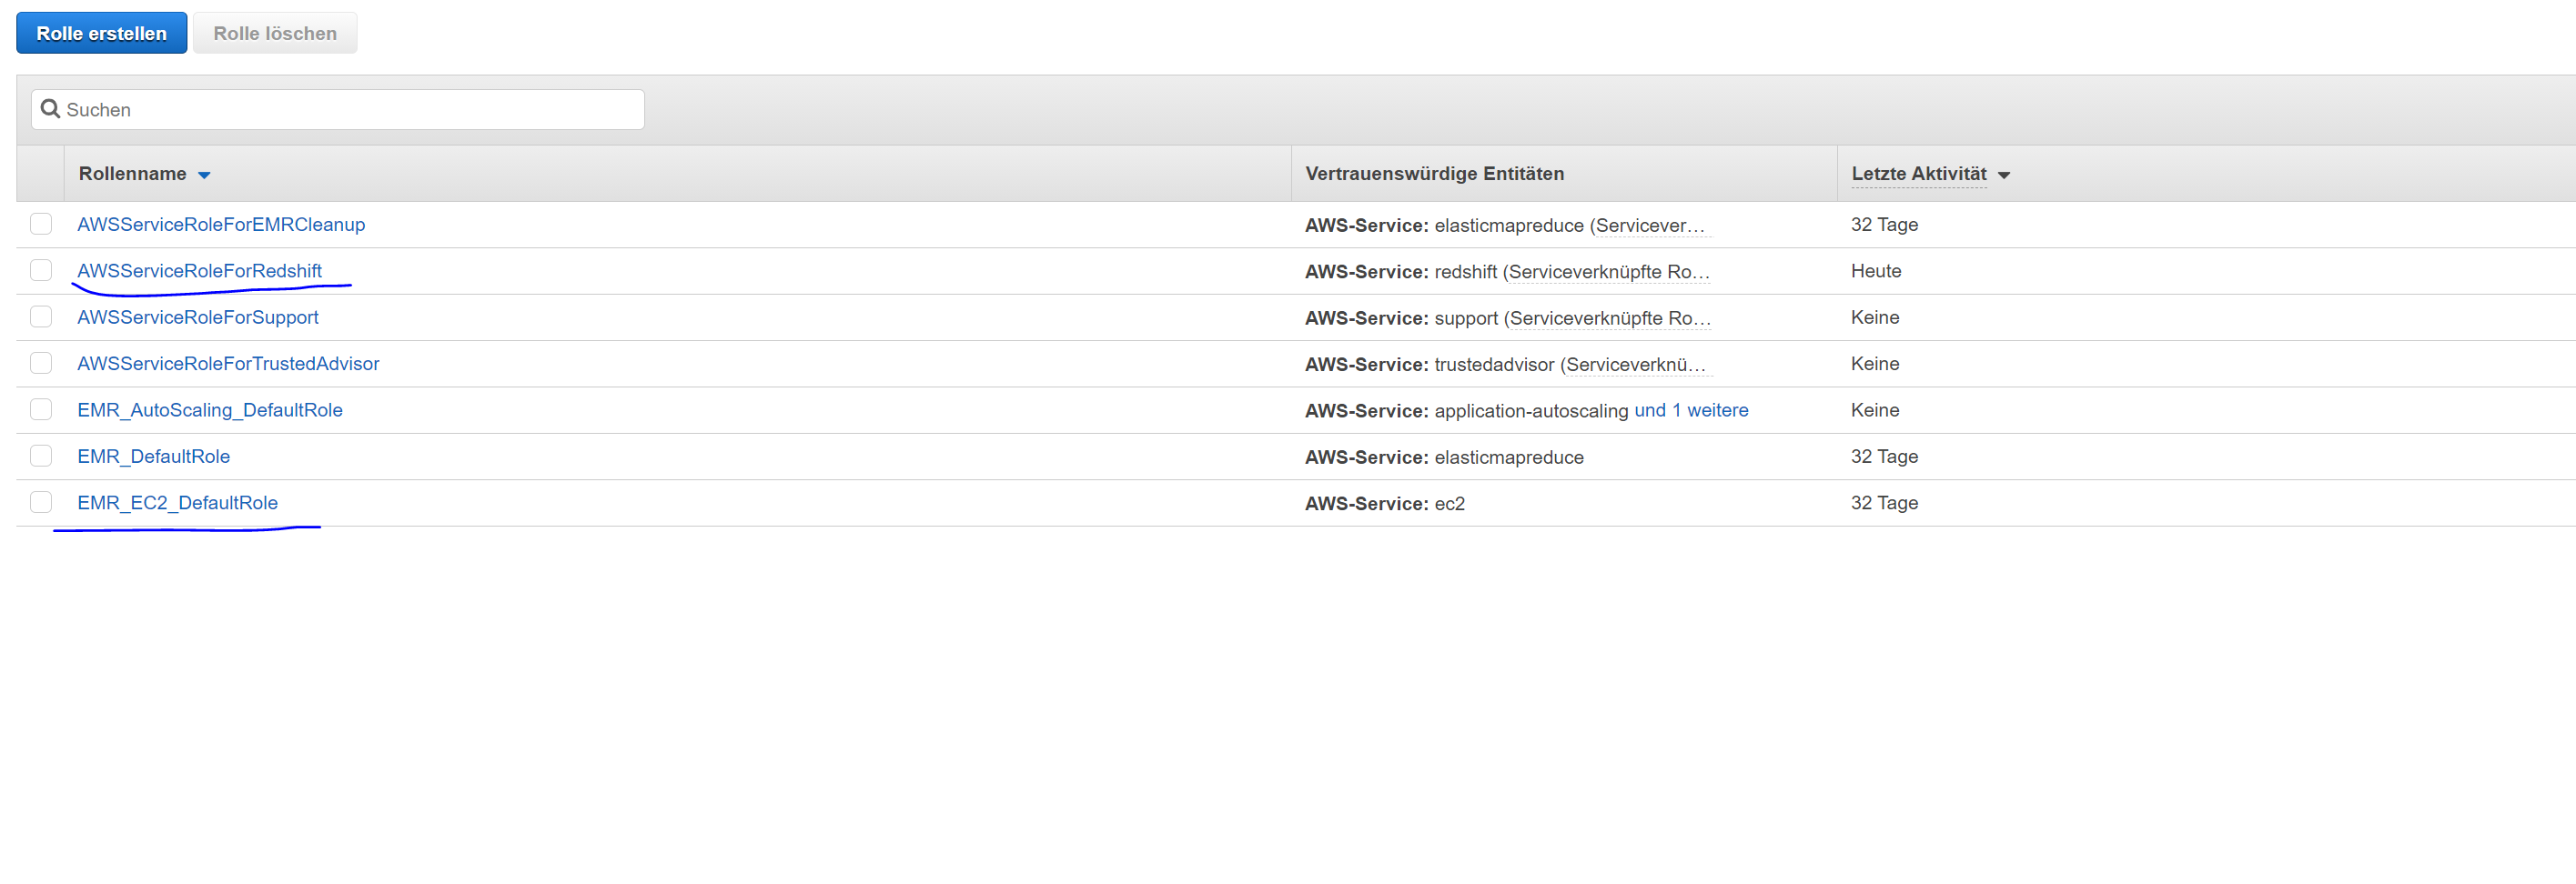 Rolle erstellen Rolle löschen
Suchen
Rollenname Vertrauenswürdige Entitäten Letzte Aktivität
AWSServiceRoleForEMRCleanup AWS-Service: elasticmapreduce (Servicever… 32 Tage
AWSServiceRoleForRedshift AWS-Service: redshift (Serviceverknüpfte Ro… Heute
AWSServiceRoleForSupport AWS-Service: support (Serviceverknüpfte Ro… Keine
AWSServiceRoleForTrustedAdvisor AWS-Service: trustedadvisor (Serviceverknü… Keine
EMR_AutoScaling_DefaultRole AWS-Service: application-autoscaling und 1 weitere Keine
EMR_DefaultRole AWS-Service: elasticmapreduce 32 Tage
EMR_EC2_DefaultRole AWS-Service: ec2 32 Tage